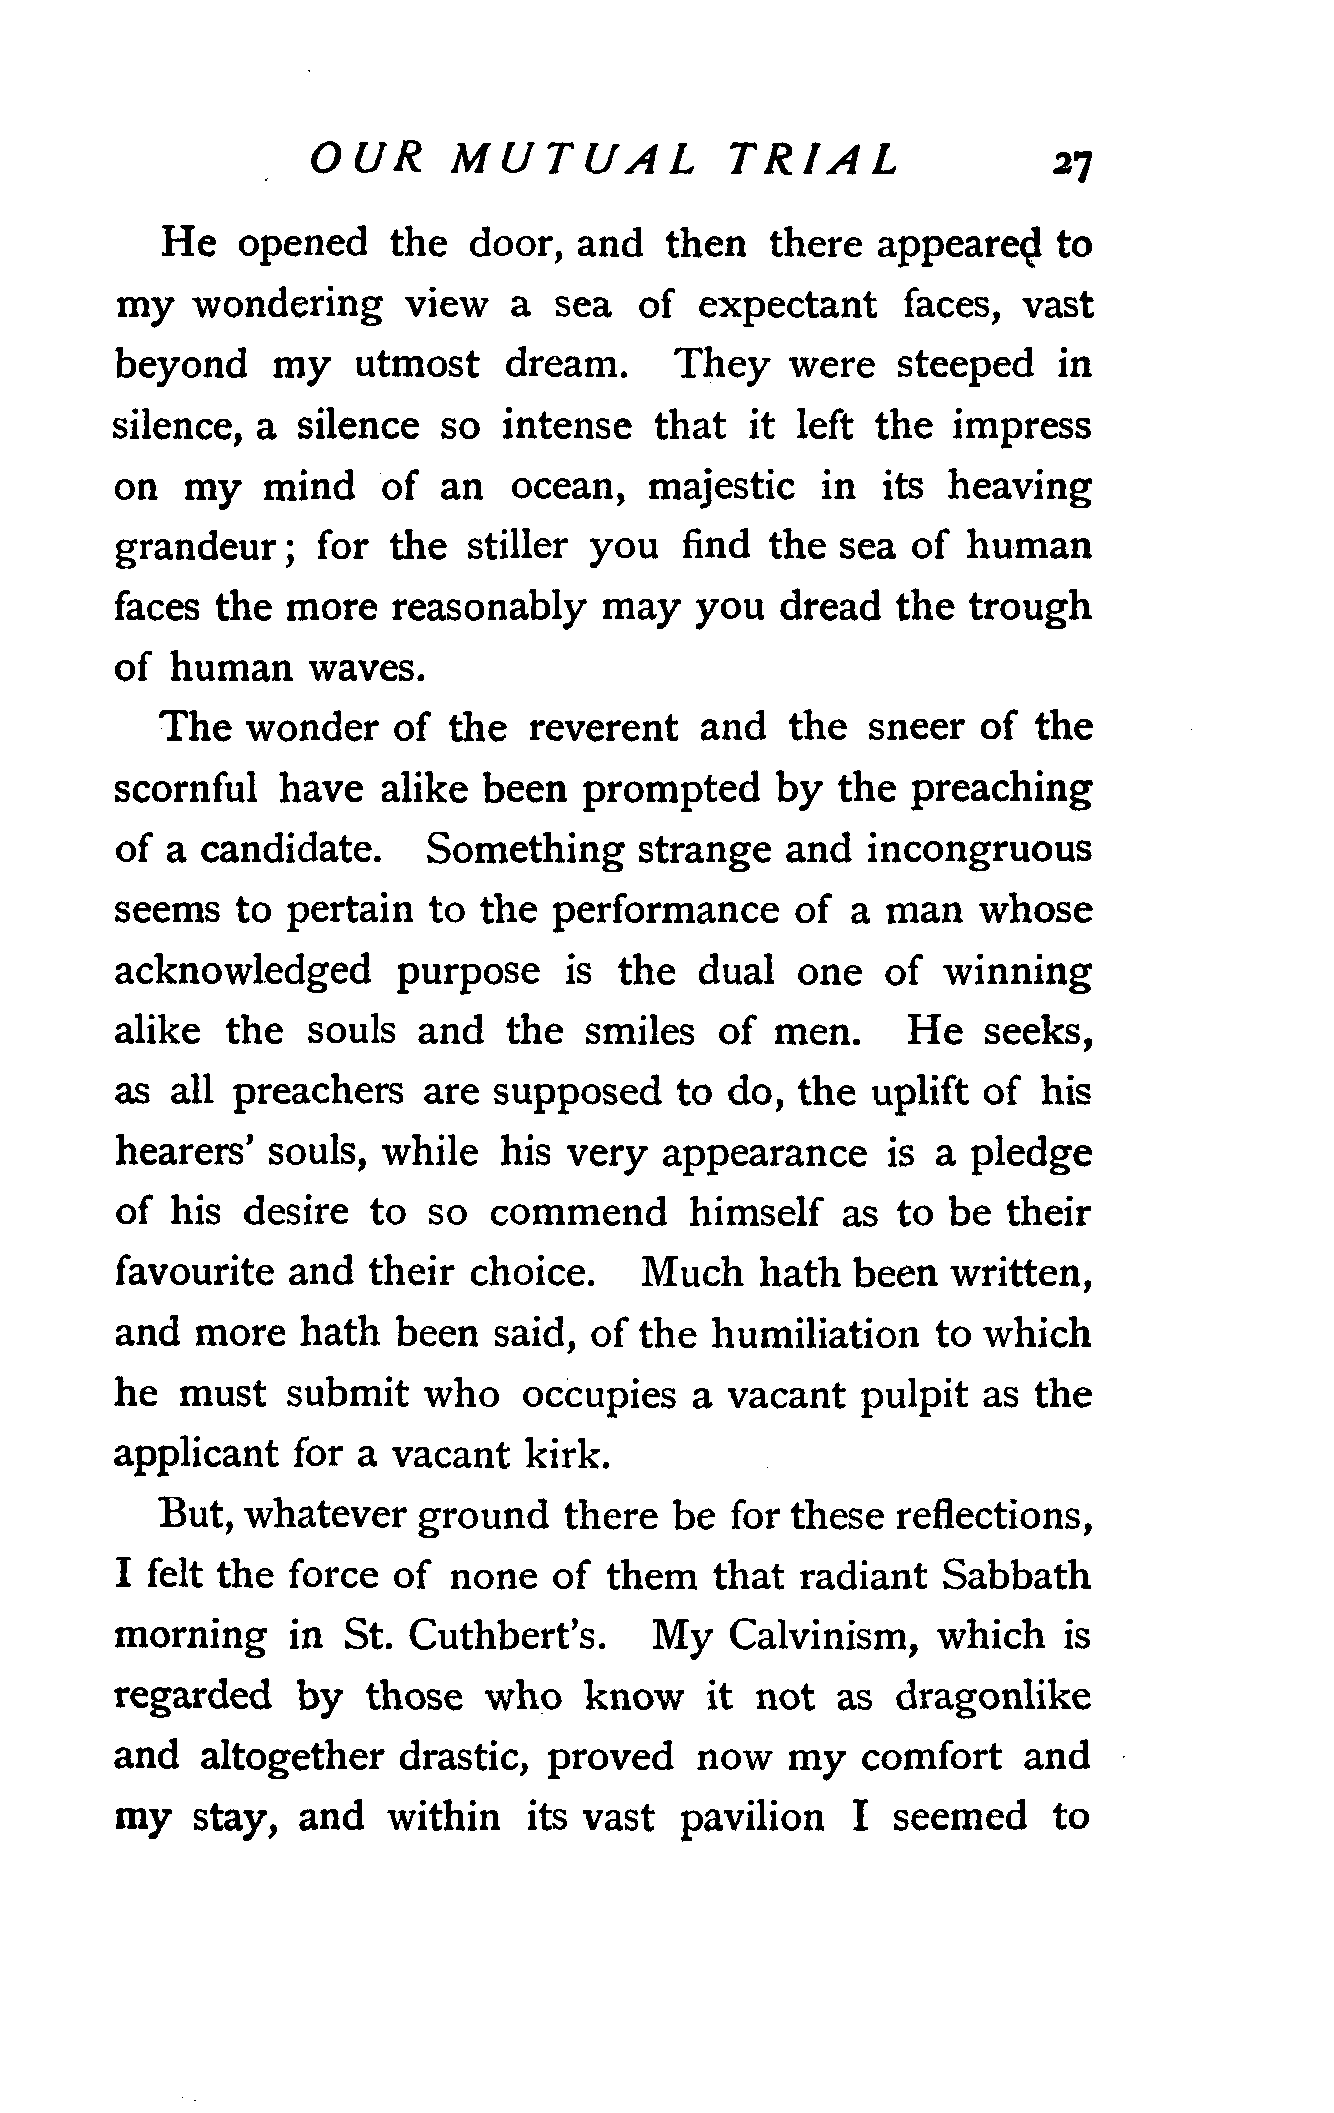 OUR MUTUAL TRIAL 27
He opened the door, and then there appeared to
my wondering view a sea of expectant faces, vast
beyond my utmost dream. They were steeped in
silence, a silence so intense that it left the impress
on my mind of an ocean, majestic in its heaving
grandeur; for the stiller you find the sea of human
faces the more reasonably may you dread the trough
of human waves.
The wonder of the reverent and the sneer of the
scornful have alike been prompted by the preaching
of a candidate. Something strange and incongruous
seems to pertain to the performance of a man whose
acknowledged purpose is the dual one of winning
alike the souls and the smiles of men. He seeks,
as all preachers are supposed to do, the uplift of his
hearers' souls, while his very appearance is a pledge
of his desire to so commend himself as to be their
favourite and their choice. Much hath been written,
and more hath been said, of the humiliation to which
he must submit who occupies a vacant pulpit as the
applicant for a vacant kirk.
But, whatever ground there be for these reflections,
I felt the force of none of them that radiant Sabbath
morning in St. Cuthbert's. My Calvinism, which is
regarded by those who know it not as dragonlike
and altogether drastic, proved now my comfort and
my stay, and within its vast pavilion I seemed to